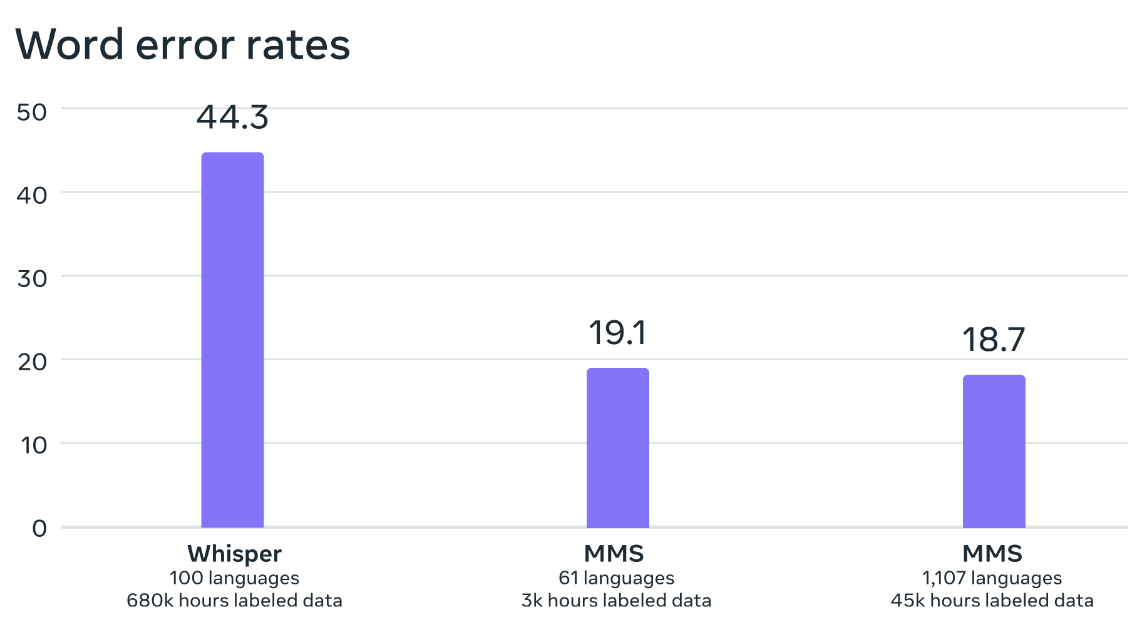 Word error rates
50
44.3
40
30
19.1
18.7
20
10
0
Whisper
100 languages
680k hours labeled data
MMS
61 languages
3k hours labeled data
MMS
1,107 languages
45k hours labeled data